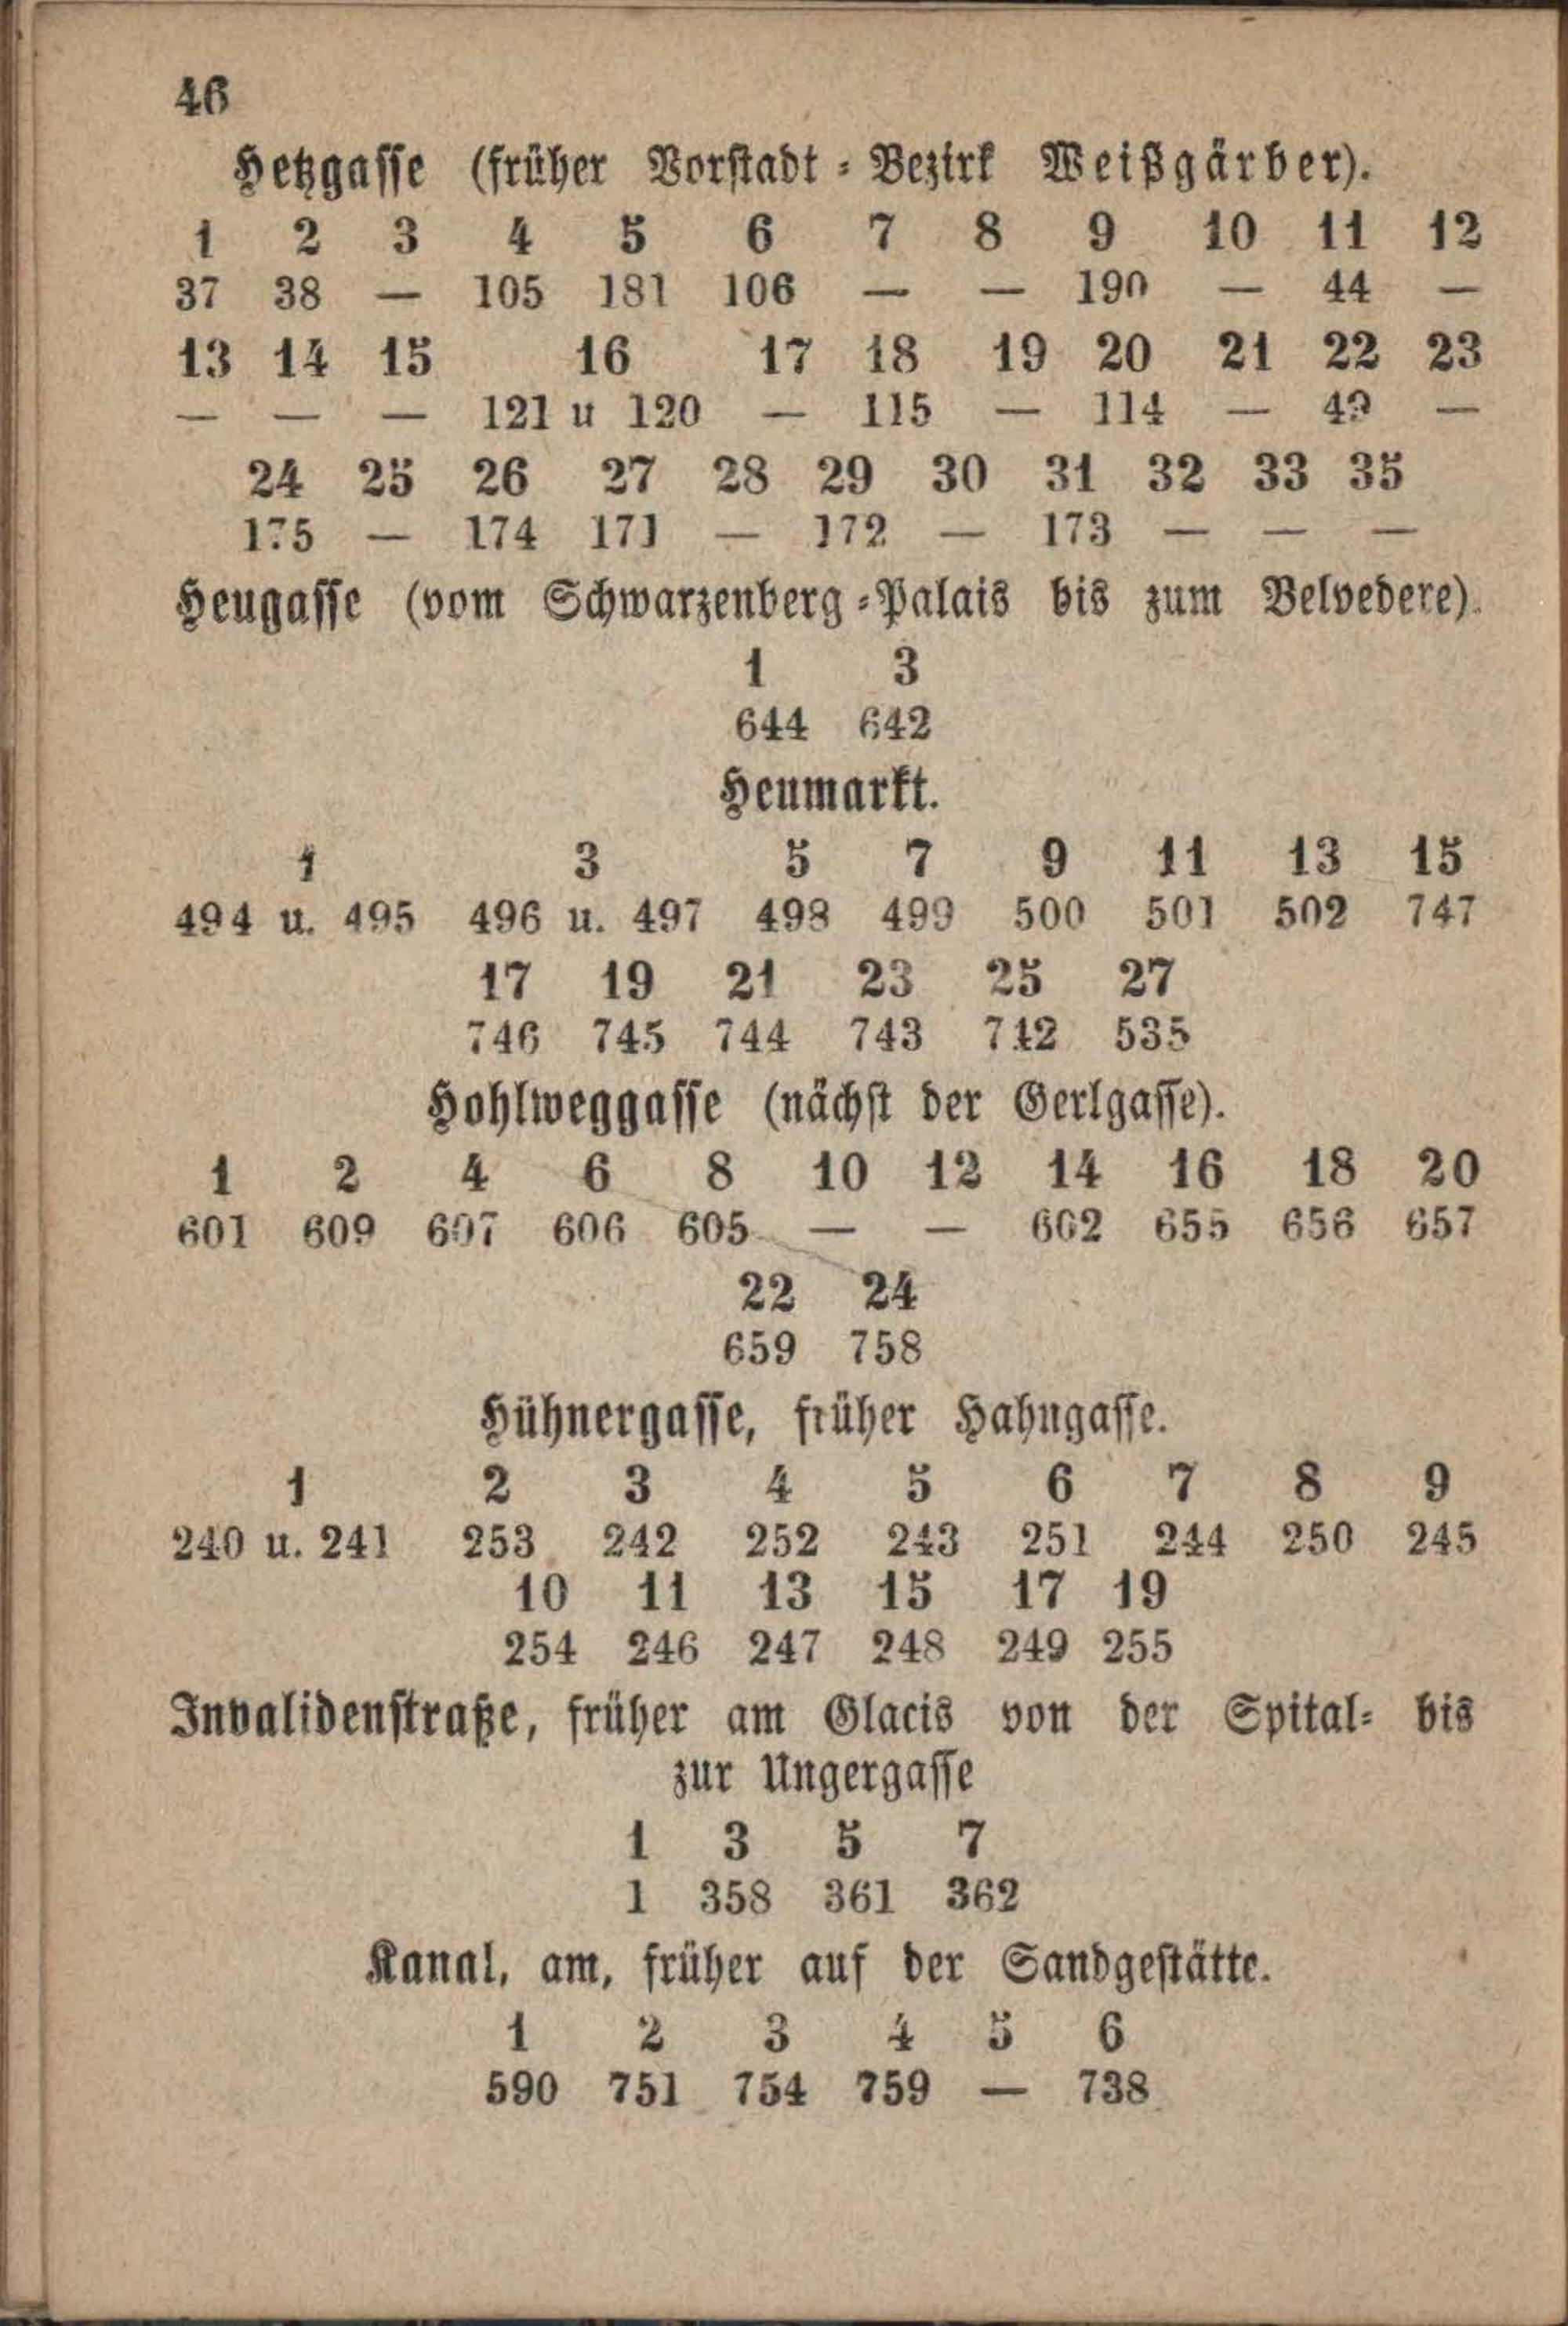 46
Hetzgasse (früher Vorstadt-Bezirk Weißgärber).
1 2 3 4 5 6 7 8 9 10 11 12
37 38 — 105 181 106 — — 190 — 44 —
13 14 15 16 17 18 19 20 21 22 23
— — — 121 u 120 — 115 — 114 — 49 —
24 25 26 27 28 29 30 31 32 33 35
175 — 174 171 — 172 — 173 — — —
Heugasse (vom Schwarzenberg-Palais bis zum Belvedere).
1 3
644 642
Heumarkt.
1 3 5 7 9 11 13 15
494 u. 495 496 u. 497 498 499 500 501 502 747
17 19 21 23 25 27
746 745 744 743 742 535
Hohlweggasse (nächst der Gerlgasse).
1 2 4 6 8 10 12 14 16 18 20
601 609 607 606 605 — — 662 655 656 657
22 24
659 758
Hühnergasse, früher Hahngasse.
1 2 3 4 5 6 7 8 9
240 u. 241 253 242 252 243 251 244 250 245
10 11 13 15 17 19
254 246 247 248 249 255
Invalidenstraße, früher am Glacis von der Spital- bis
zur Ungergasse
1 3 5 7
1 358 361 362
Kanal, am, früher auf der Sandgestätte.
1 2 3 4 5 6
590 751 754 759 — 738